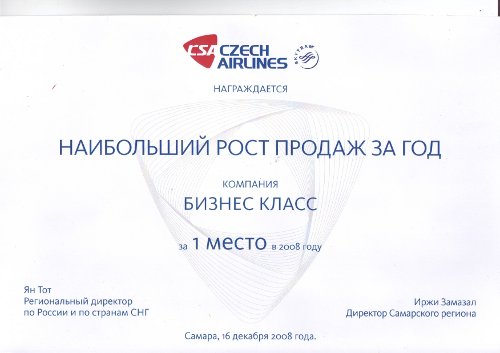 CSA CZECH AIRLINES
SKYTEAM
НАГРАЖДАЕТСЯ
НАИБОЛЬШИЙ РОСТ ПРОДАЖ ЗА ГОД
КОМПАНИЯ
БИЗНЕС КЛАСС
за 1 место в 2008 году
Ян Тот
Региональный директор
по России и по странам СНГ
Иржи Замазал
Директор Самарского региона
Самара, 16 декабря 2008 года.